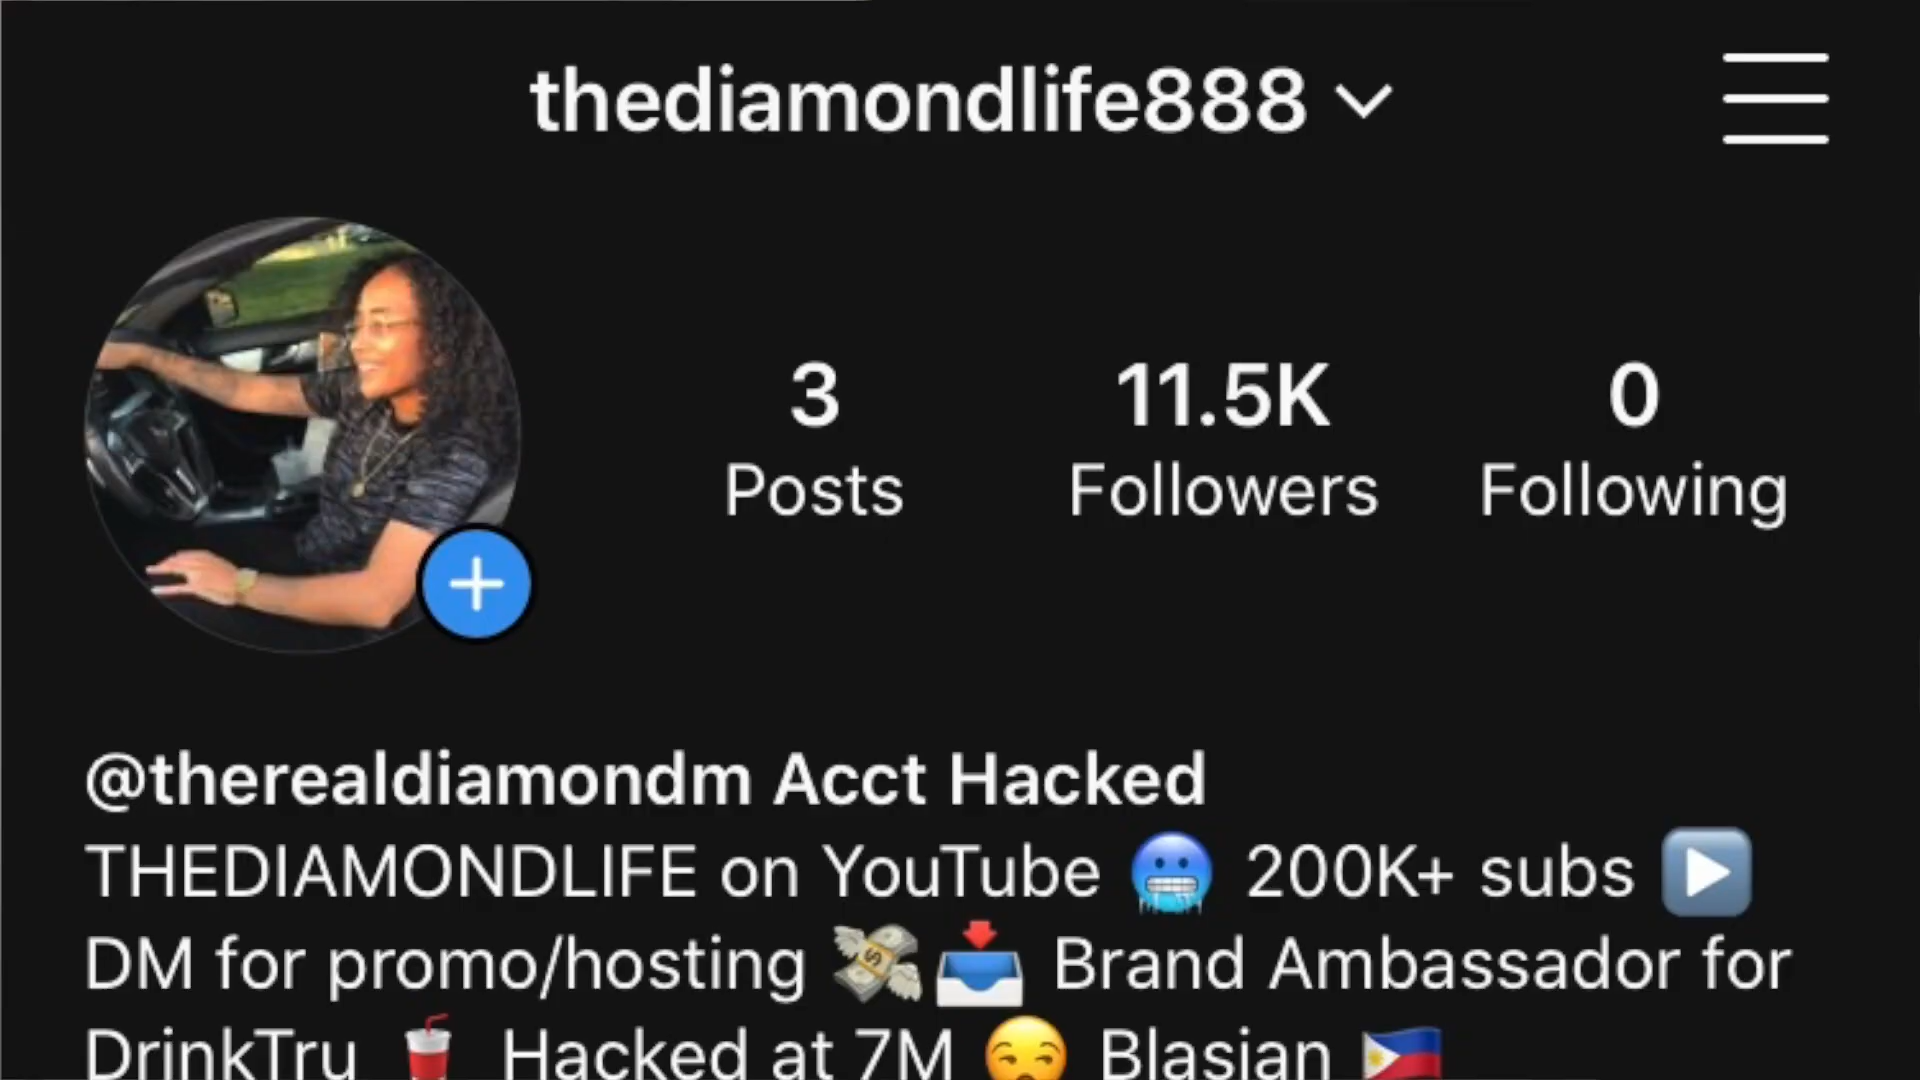 thediamondlife888
3 11.5K 0
Posts Followers Following
@therealdiamondm Acct Hacked
THEDIAMONDLIFE on YouTube 🥶 200K+ subs ▶️
DM for promo/hosting 💸📥 Brand Ambassador for
DrinkTru 🥤 Hacked at 7M 😒 Blasian 🇵🇭